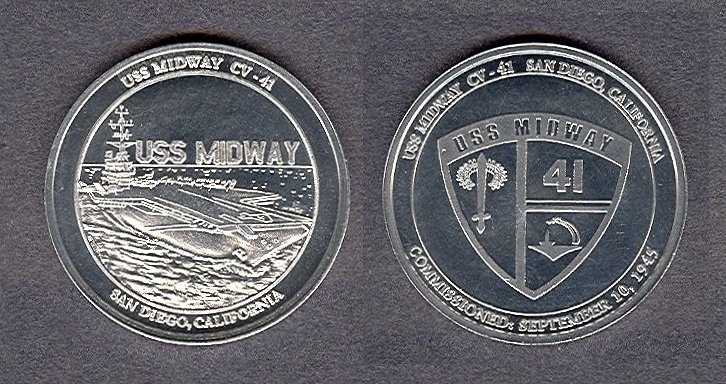 USS MIDWAY CV-41
USS MIDWAY
SAN DIEGO, CALIFORNIA
USS MIDWAY CV-41 SAN DIEGO, CALIFORNIA
USS MIDWAY
41
COMMISSIONED: SEPTEMBER 10, 1945